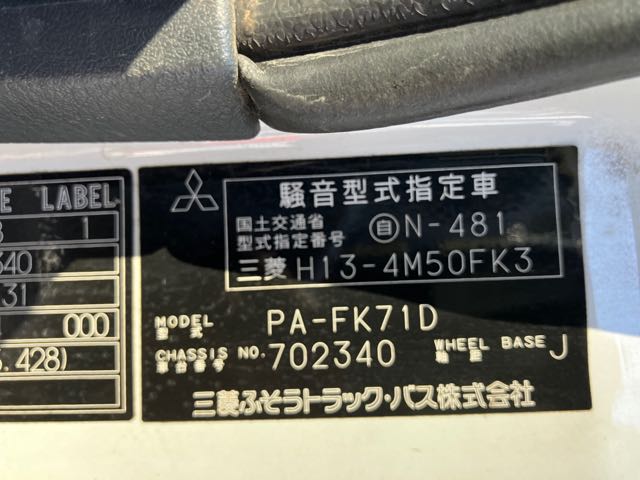 LABEL
1
340
31
000
.428)
騒音型式指定車
国土交通省
型式指定番号
自 N-481
三菱 H13-4M50FK3
MODEL
型式
PA-FK71D
CHASSIS NO.
車台番号
702340
WHEEL BASE
軸距
J
三菱ふそうトラック・バス株式会社